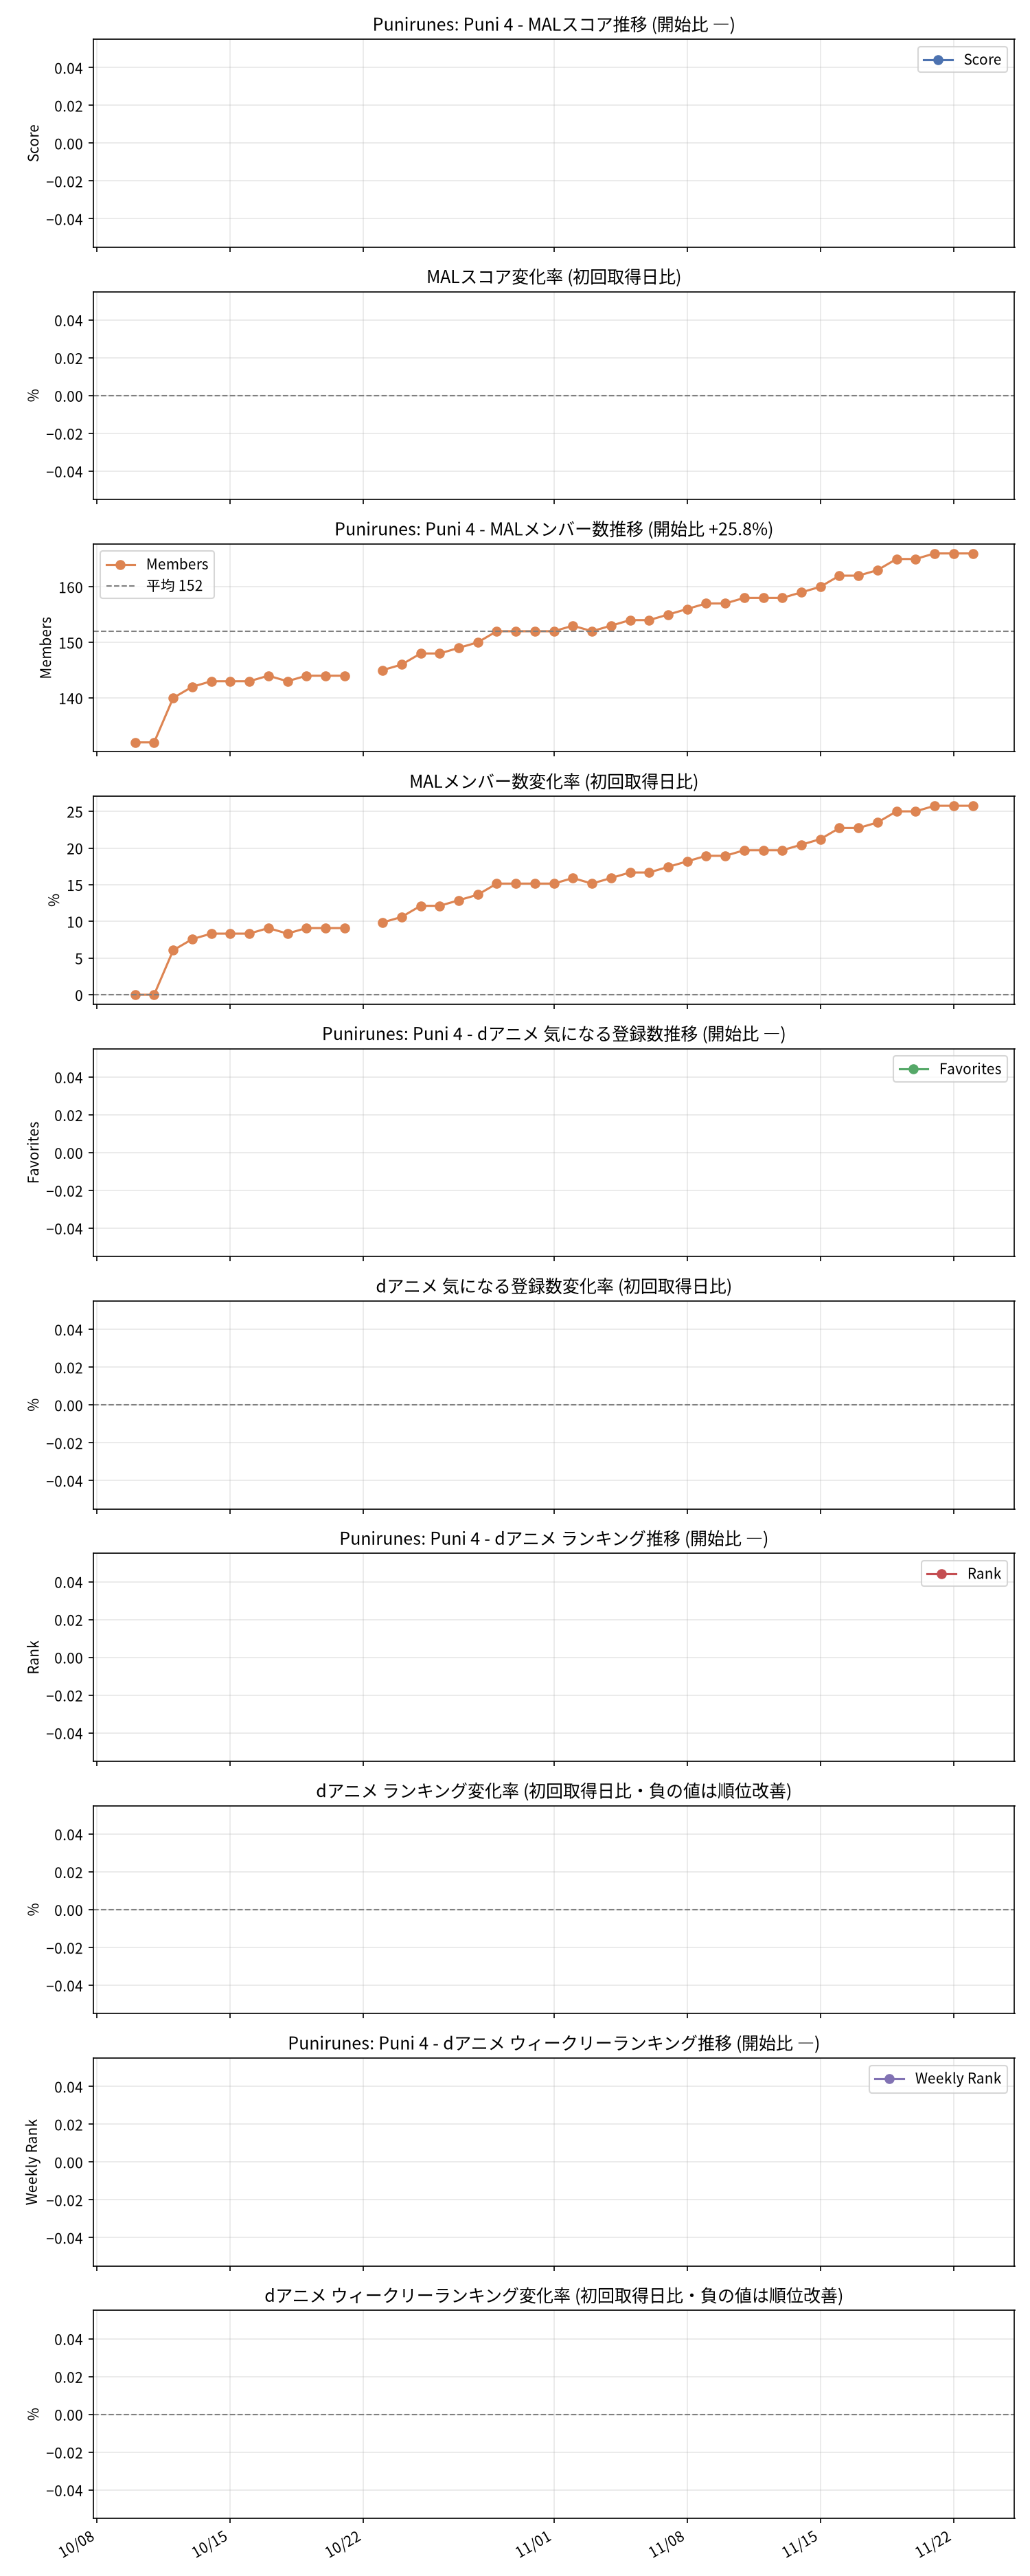 Punirunes: Puni 4 - MALスコア推移 (開始比 —)
Score
0.04
0.02
0.00
−0.02
−0.04
Score
MALスコア変化率 (初回取得日比)
0.04
0.02
0.00
−0.02
−0.04
%
Punirunes: Puni 4 - MALメンバー数推移 (開始比 +25.8%)
Members
平均 152
160
150
140
Members
MALメンバー数変化率 (初回取得日比)
25
20
15
10
5
0
%
Punirunes: Puni 4 - dアニメ 気になる登録数推移 (開始比 —)
Favorites
0.04
0.02
0.00
−0.02
−0.04
Favorites
dアニメ 気になる登録数変化率 (初回取得日比)
0.04
0.02
0.00
−0.02
−0.04
%
Punirunes: Puni 4 - dアニメ ランキング推移 (開始比 —)
Rank
0.04
0.02
0.00
−0.02
−0.04
Rank
dアニメ ランキング変化率 (初回取得日比・負の値は順位改善)
0.04
0.02
0.00
−0.02
−0.04
%
Punirunes: Puni 4 - dアニメ ウィークリーランキング推移 (開始比 —)
Weekly Rank
0.04
0.02
0.00
−0.02
−0.04
Weekly Rank
dアニメ ウィークリーランキング変化率 (初回取得日比・負の値は順位改善)
0.04
0.02
0.00
−0.02
−0.04
%
10/08
10/15
10/22
11/01
11/08
11/15
11/22